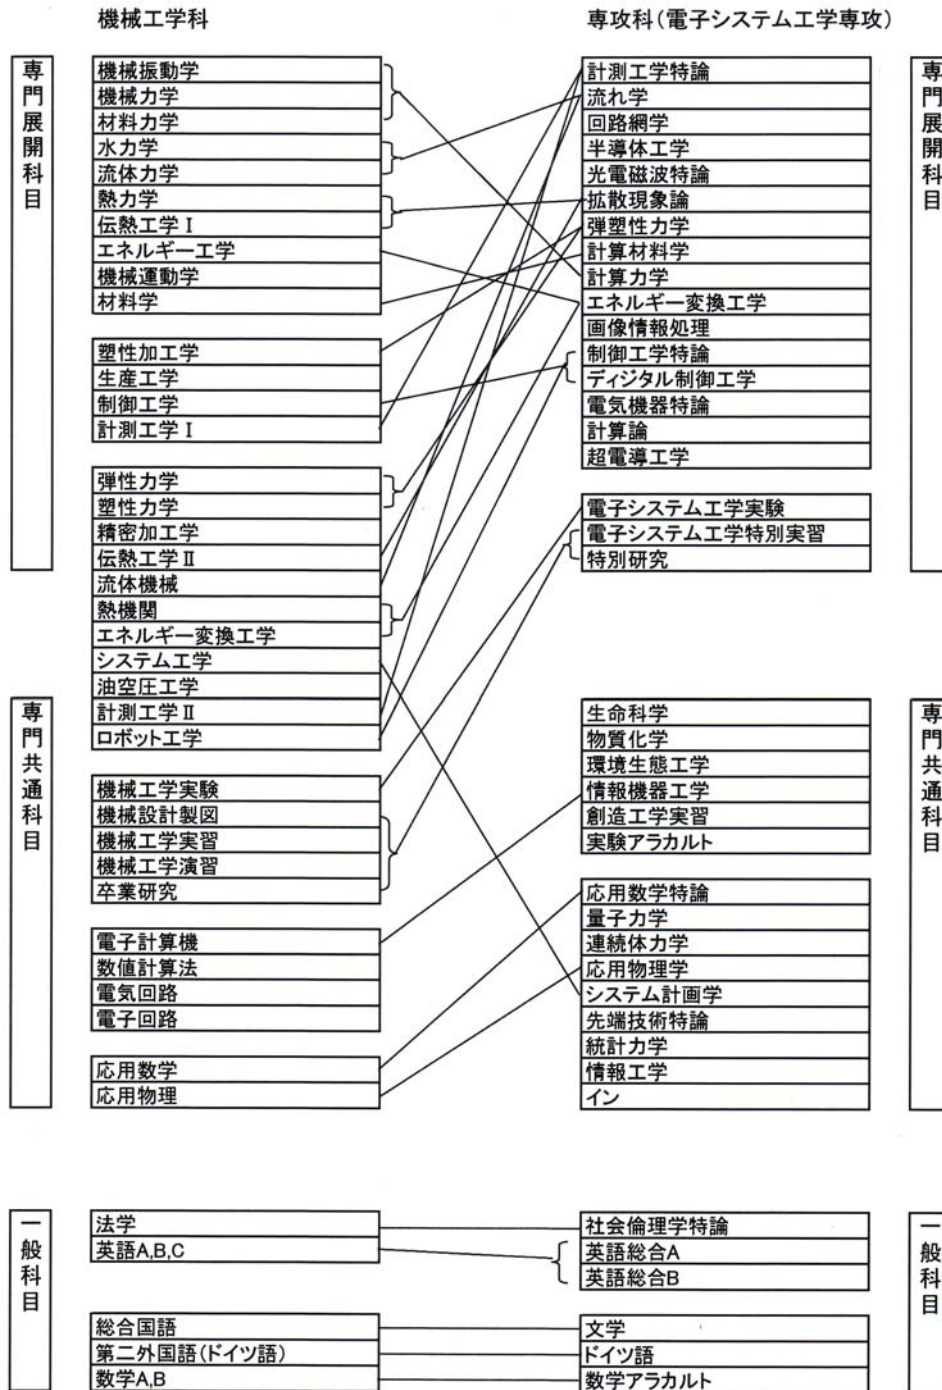 機械工学科
専攻科(電子システム工学専攻)
専門展開科目
機械振動学
機械力学
材料力学
水力学
流体力学
熱力学
伝熱工学Ⅰ
エネルギー工学
機械運動学
材料学
塑性加工学
生産工学
制御工学
計測工学Ⅰ
弾性力学
塑性力学
精密加工学
伝熱工学Ⅱ
流体機械
熱機関
エネルギー変換工学
システム工学
油空圧工学
計測工学Ⅱ
ロボット工学
専門共通科目
機械工学実験
機械設計製図
機械工学実習
機械工学演習
卒業研究
電子計算機
数値計算法
電気回路
電子回路
応用数学
応用物理
一般科目
法学
英語A,B,C
総合国語
第二外国語(ドイツ語)
数学A,B
計測工学特論
流れ学
回路網学
半導体工学
光電磁波特論
拡散現象論
弾塑性力学
計算材料学
計算力学
エネルギー変換工学
画像情報処理
制御工学特論
ディジタル制御工学
電気機器特論
計算論
超電導工学
電子システム工学実験
電子システム工学特別実習
特別研究
専門展開科目
生命科学
物質化学
環境生態工学
情報機器工学
創造工学実習
実験アラカルト
応用数学特論
量子力学
連続体力学
応用物理学
システム計画学
先端技術特論
統計力学
情報工学
イン
専門共通科目
社会倫理学特論
英語総合A
英語総合B
文学
ドイツ語
数学アラカルト
一般科目